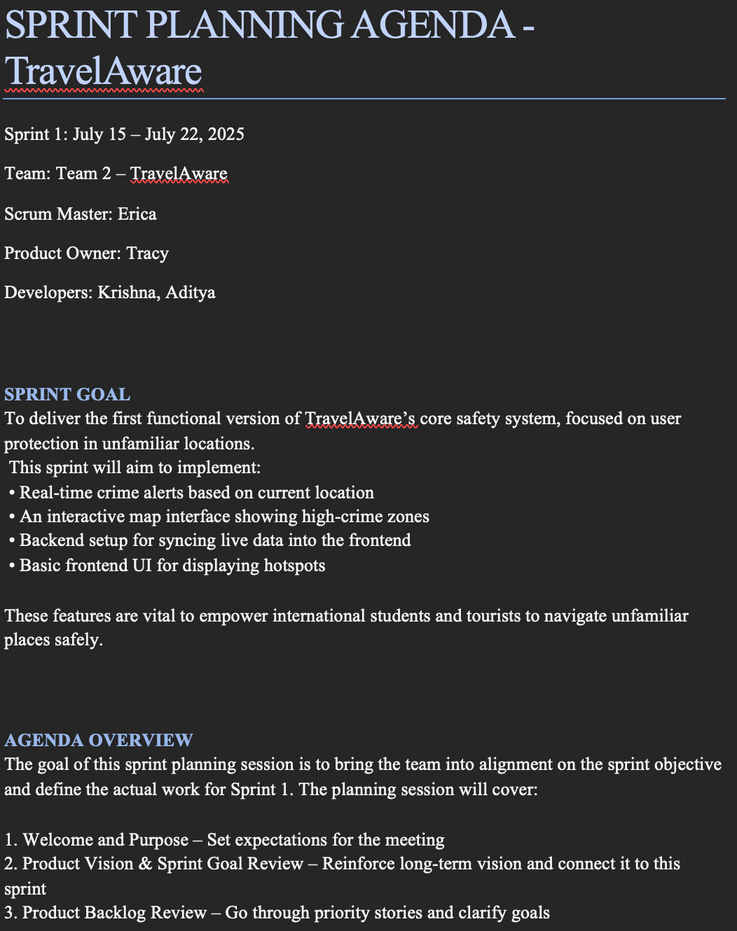 SPRINT PLANNING AGENDA -
TravelAware
Sprint 1: July 15 – July 22, 2025
Team: Team 2 – TravelAware
Scrum Master: Erica
Product Owner: Tracy
Developers: Krishna, Aditya
SPRINT GOAL
To deliver the first functional version of TravelAware’s core safety system, focused on user
protection in unfamiliar locations.
This sprint will aim to implement:
• Real-time crime alerts based on current location
• An interactive map interface showing high-crime zones
• Backend setup for syncing live data into the frontend
• Basic frontend UI for displaying hotspots
These features are vital to empower international students and tourists to navigate unfamiliar
places safely.
AGENDA OVERVIEW
The goal of this sprint planning session is to bring the team into alignment on the sprint objective
and define the actual work for Sprint 1. The planning session will cover:
1. Welcome and Purpose – Set expectations for the meeting
2. Product Vision & Sprint Goal Review – Reinforce long-term vision and connect it to this
sprint
3. Product Backlog Review – Go through priority stories and clarify goals